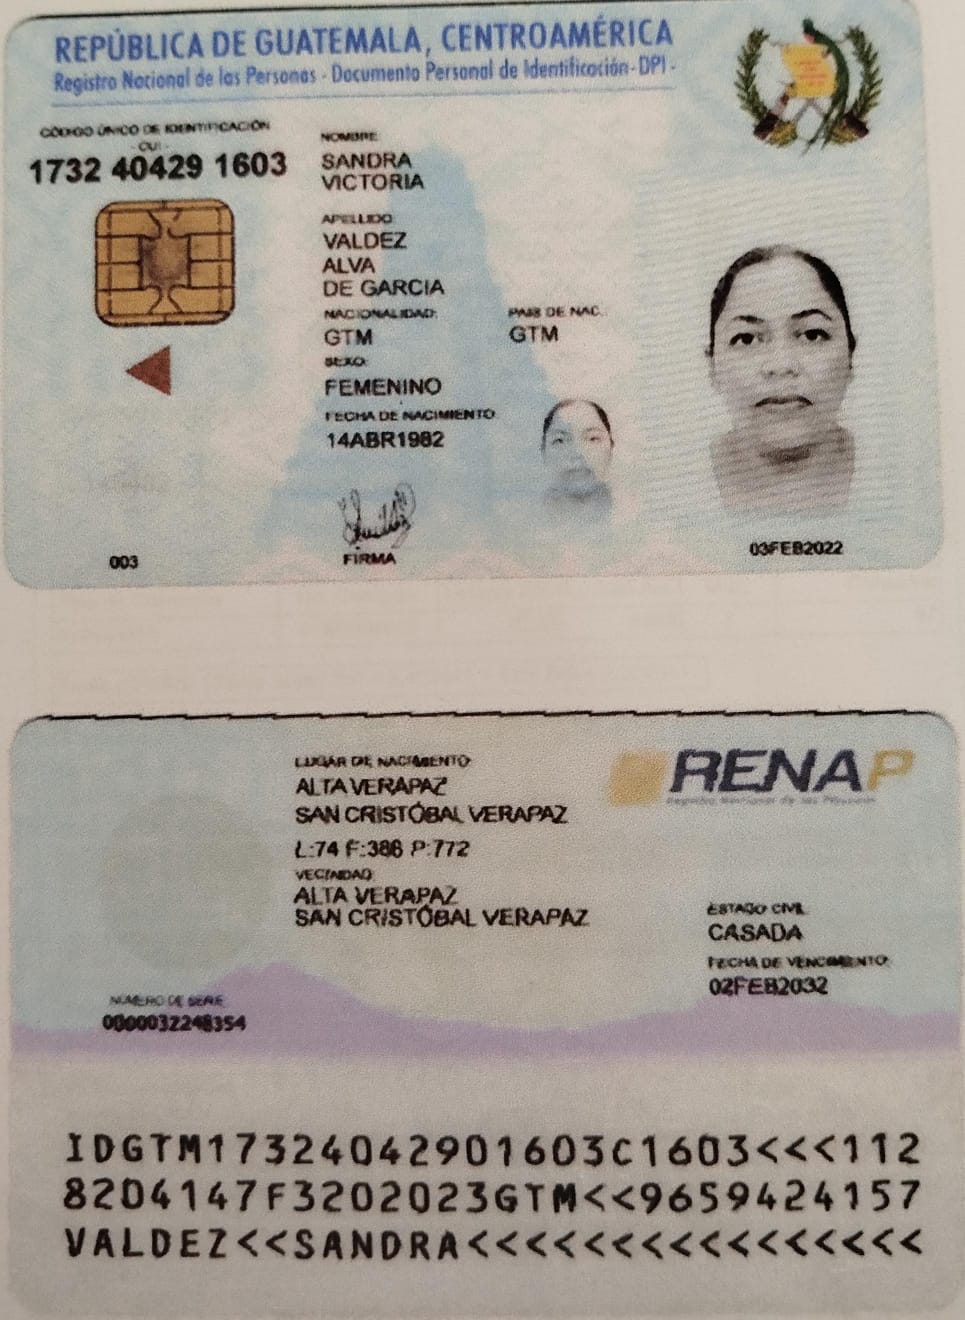 REPÚBLICA DE GUATEMALA, CENTROAMÉRICA
Registro Nacional de las Personas - Documento Personal de Identificación - DPI -
CÓDIGO ÚNICO DE IDENTIFICACIÓN
- CUI -
1732 40429 1603
NOMBRE:
SANDRA
VICTORIA
APELLIDO:
VALDEZ
ALVA
DE GARCIA
NACIONALIDAD:
GTM
PAIS DE NAC.:
GTM
SEXO:
FEMENINO
FECHA DE NACIMIENTO:
14ABR1982
FIRMA
003
03FEB2022
LUGAR DE NACIMIENTO:
ALTA VERAPAZ
SAN CRISTÓBAL VERAPAZ
L:74 F:386 P:772
VECINDAD:
ALTA VERAPAZ
SAN CRISTÓBAL VERAPAZ
RENAP
Registro Nacional de las Personas
ESTADO CIVIL
CASADA
FECHA DE VENCIMIENTO:
02FEB2032
NÚMERO DE SERIE
IDGTM17324042901603C1603<<<112
8204147F3202023GTM<<9659424157
VALDEZ<<SANDRA<<<<<<<<<<<<<<<<